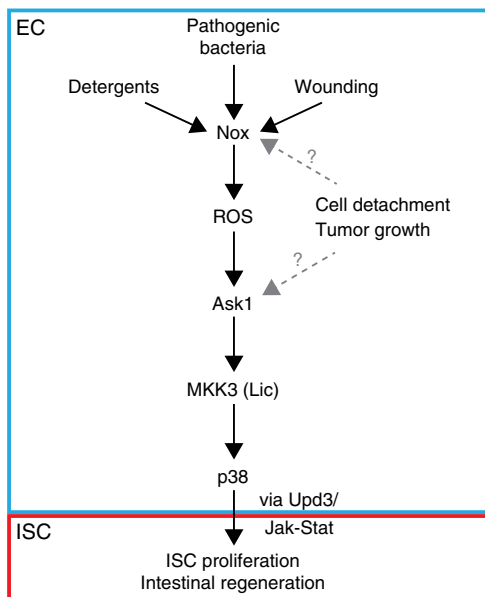 EC
Pathogenic
bacteria
Detergents
Wounding
Nox
?
ROS
Cell detachment
Tumor growth
?
Ask1
MKK3 (Lic)
p38
via Upd3/
ISC
Jak-Stat
ISC proliferation
Intestinal regeneration